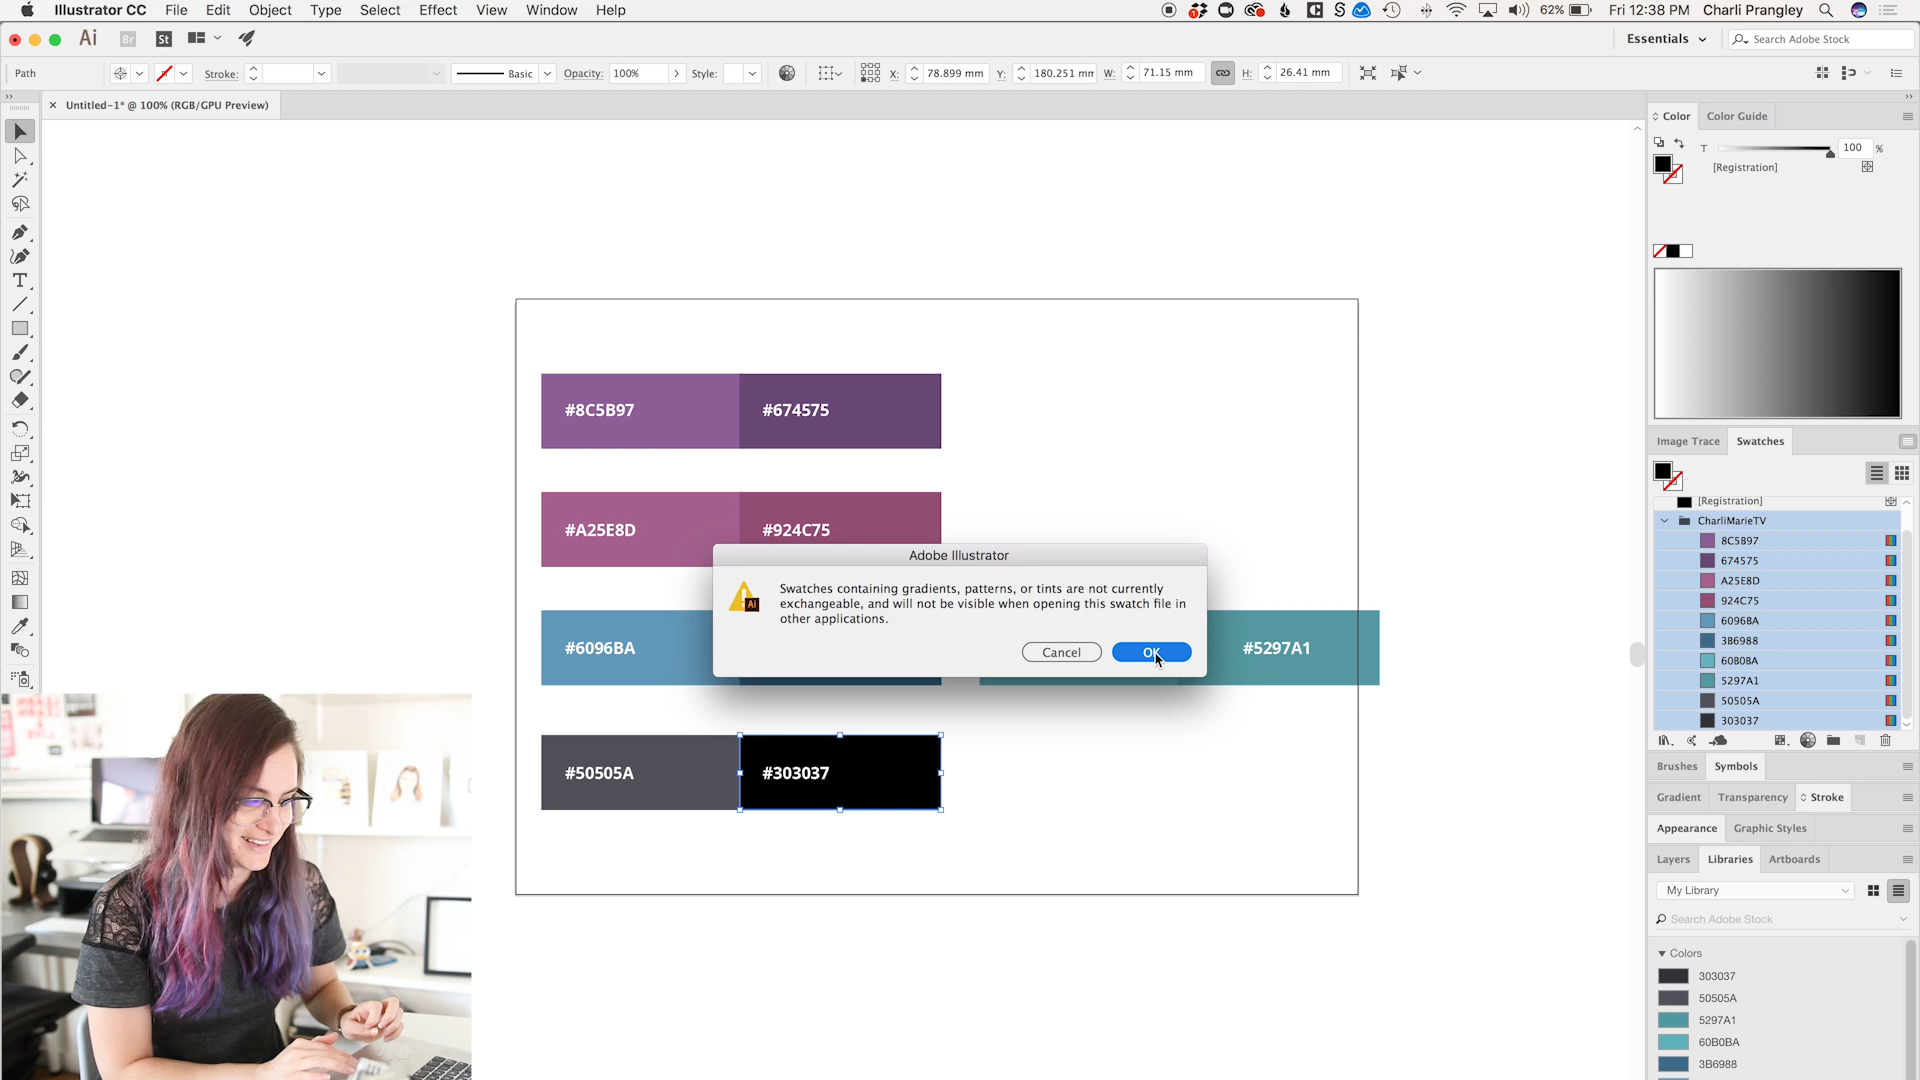 Illustrator CC File Edit Object Type Select Effect View Window Help
62% Fri 12:38 PM Charli Prangley
Ai Br St Essentials Search Adobe Stock
Path Stroke: Basic Opacity: 100% Style: X: 78.899 mm Y: 180.251 mm W: 71.15 mm H: 26.41 mm
Untitled-1* @ 100% (RGB/GPU Preview)
Color Color Guide
T 100 %
[Registration]
#8C5B97 #674575
#A25E8D #924C75
#6096BA #5297A1
#50505A #303037
Adobe Illustrator
Swatches containing gradients, patterns, or tints are not currently
exchangeable, and will not be visible when opening this swatch file in
other applications.
Cancel OK
Image Trace Swatches
[Registration]
CharliMarieTV
8C5B97
674575
A25E8D
924C75
6096BA
3B6988
60B0BA
5297A1
50505A
303037
Brushes Symbols
Gradient Transparency Stroke
Appearance Graphic Styles
Layers Libraries Artboards
My Library
Search Adobe Stock
Colors
303037
50505A
5297A1
60B0BA
3B6988